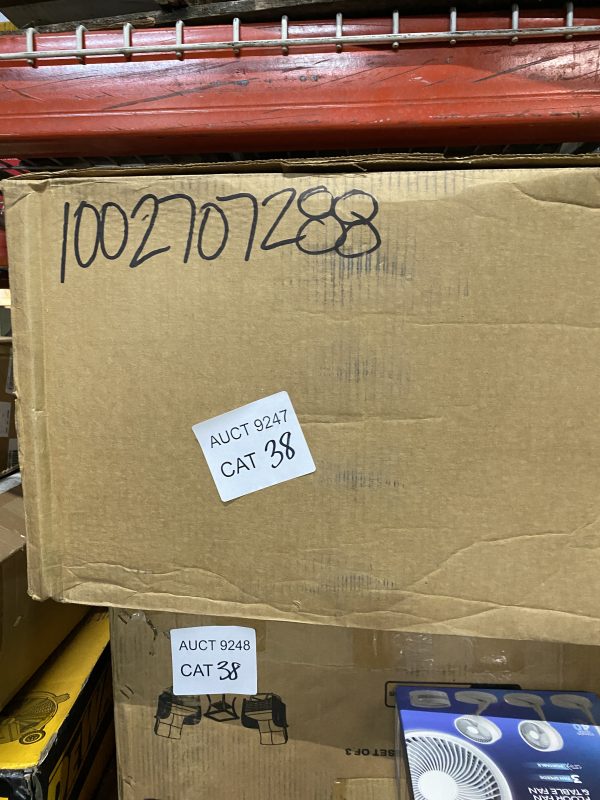 1002707288
AUCT 9247
CAT 38
AUCT 9248
CAT 38
SET OF 3
3
FLOOR FAN
& TABLE FAN